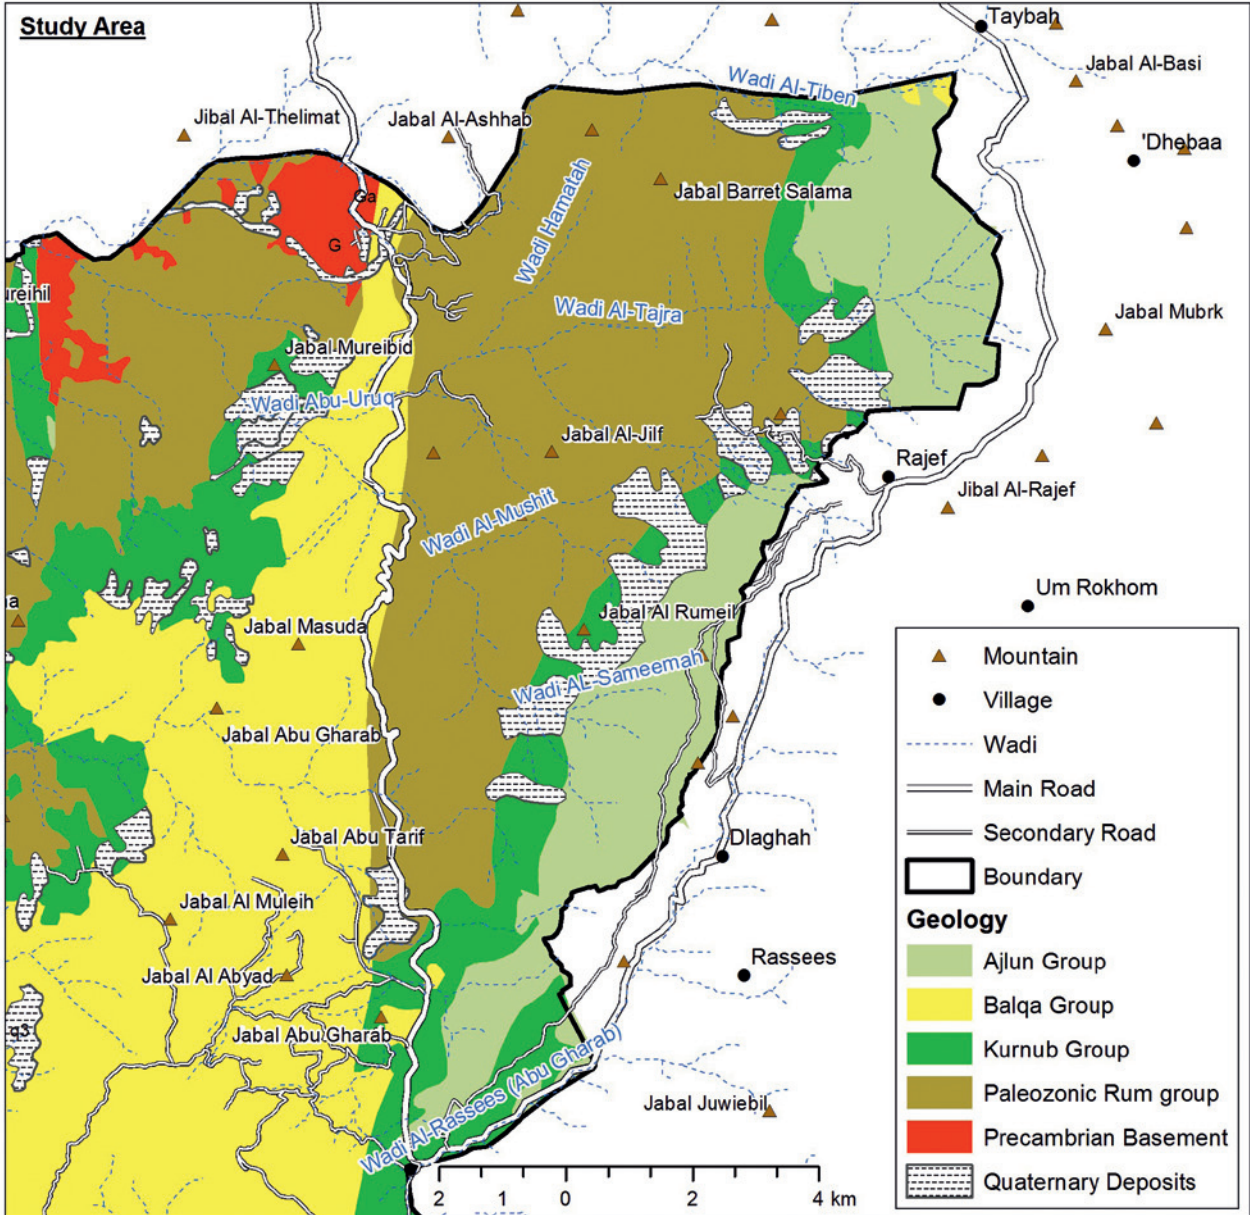 Study Area
Taybah
Jabal Al-Basi
Wadi Al-Tiben
Jibal Al-Thelimat
Jabal Al-Ashhab
'Dhebaa
Jabal Barret Salama
Ga
Wadi Hamatah
G
ureihil
Wadi Al-Tajra
Jabal Mubrk
Jabal Mureibid
Wadi Abu-Uruq
Jabal Al-Jilf
Rajef
Jibal Al-Rajef
Wadi Al-Mushit
Um Rokhom
na
Jabal Al Rumeil
Jabal Masuda
Wadi AL-Sameemah
Jabal Abu Gharab
Jabal Abu Tarif
Dlaghah
Jabal Al Muleih
Rassees
Jabal Al Abyad
q3
Jabal Abu Gharab
Wadi Al-Rassees (Abu Gharab)
Jabal Juwiebil
2 1 0 2 4 km
Mountain
Village
Wadi
Main Road
Secondary Road
Boundary
Geology
Ajlun Group
Balqa Group
Kurnub Group
Paleozonic Rum group
Precambrian Basement
Quaternary Deposits